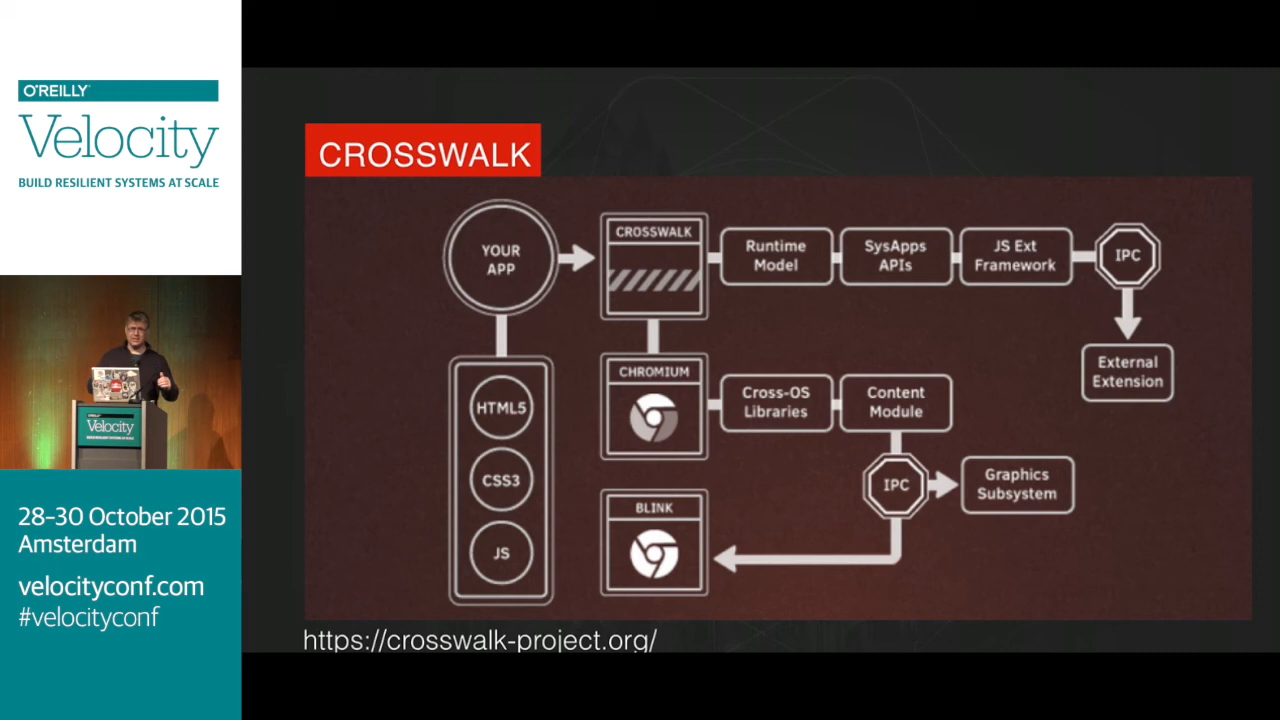 O'REILLY
Velocity
BUILD RESILIENT SYSTEMS AT SCALE
O'REILLY
Velocity
28-30 October 2015
Amsterdam
velocityconf.com
#velocityconf
CROSSWALK
YOUR
APP
CROSSWALK
Runtime
Model
SysApps
APIs
JS Ext
Framework
IPC
External
Extension
HTML5
CSS3
JS
CHROMIUM
Cross-OS
Libraries
Content
Module
IPC
Graphics
Subsystem
BLINK
https://crosswalk-project.org/